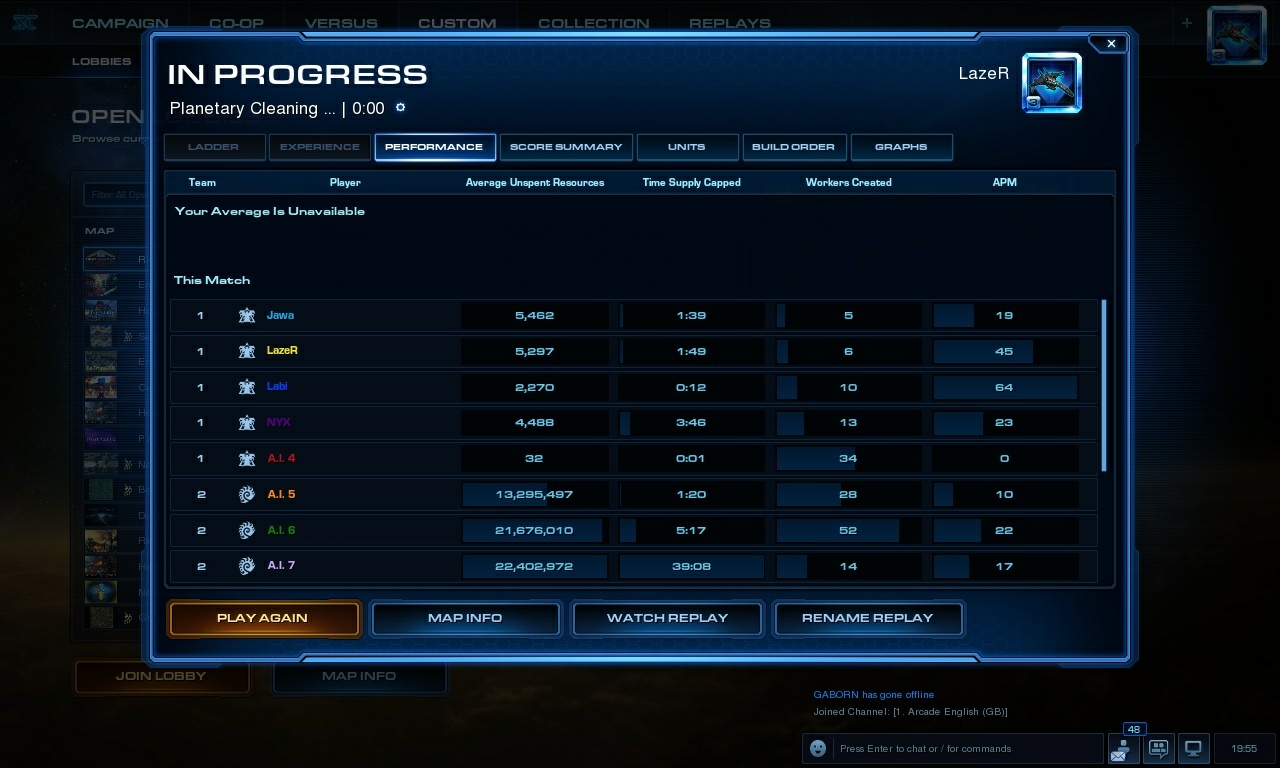 CAMPAIGN CO-OP VERSUS CUSTOM COLLECTION REPLAYS
LOBBIES
IN PROGRESS
LazeR
Planetary Cleaning ... | 0:00
OPEN
Browse
LADDER EXPERIENCE PERFORMANCE SCORE SUMMARY UNITS BUILD ORDER GRAPHS
Team Player Average Unspent Resources Time Supply Capped Workers Created APM
Filter All
Your Average Is Unavailable
MAP
This Match
1 Jawa 5,462 1:39 5 19
1 LazeR 5,297 1:49 6 45
1 Labi 2,270 0:12 10 64
1 NYX 4,488 3:46 13 23
1 A.I. 4 32 0:01 34 0
2 A.I. 5 13,295,497 1:20 28 10
2 A.I. 6 21,676,010 5:17 52 22
2 A.I. 7 22,402,972 39:08 14 17
PLAY AGAIN MAP INFO WATCH REPLAY RENAME REPLAY
JOIN LOBBY MAP INFO
GABORN has gone offline
Joined Channel: [1. Arcade English (GB)]
48
Press Enter to chat or / for commands
19:55